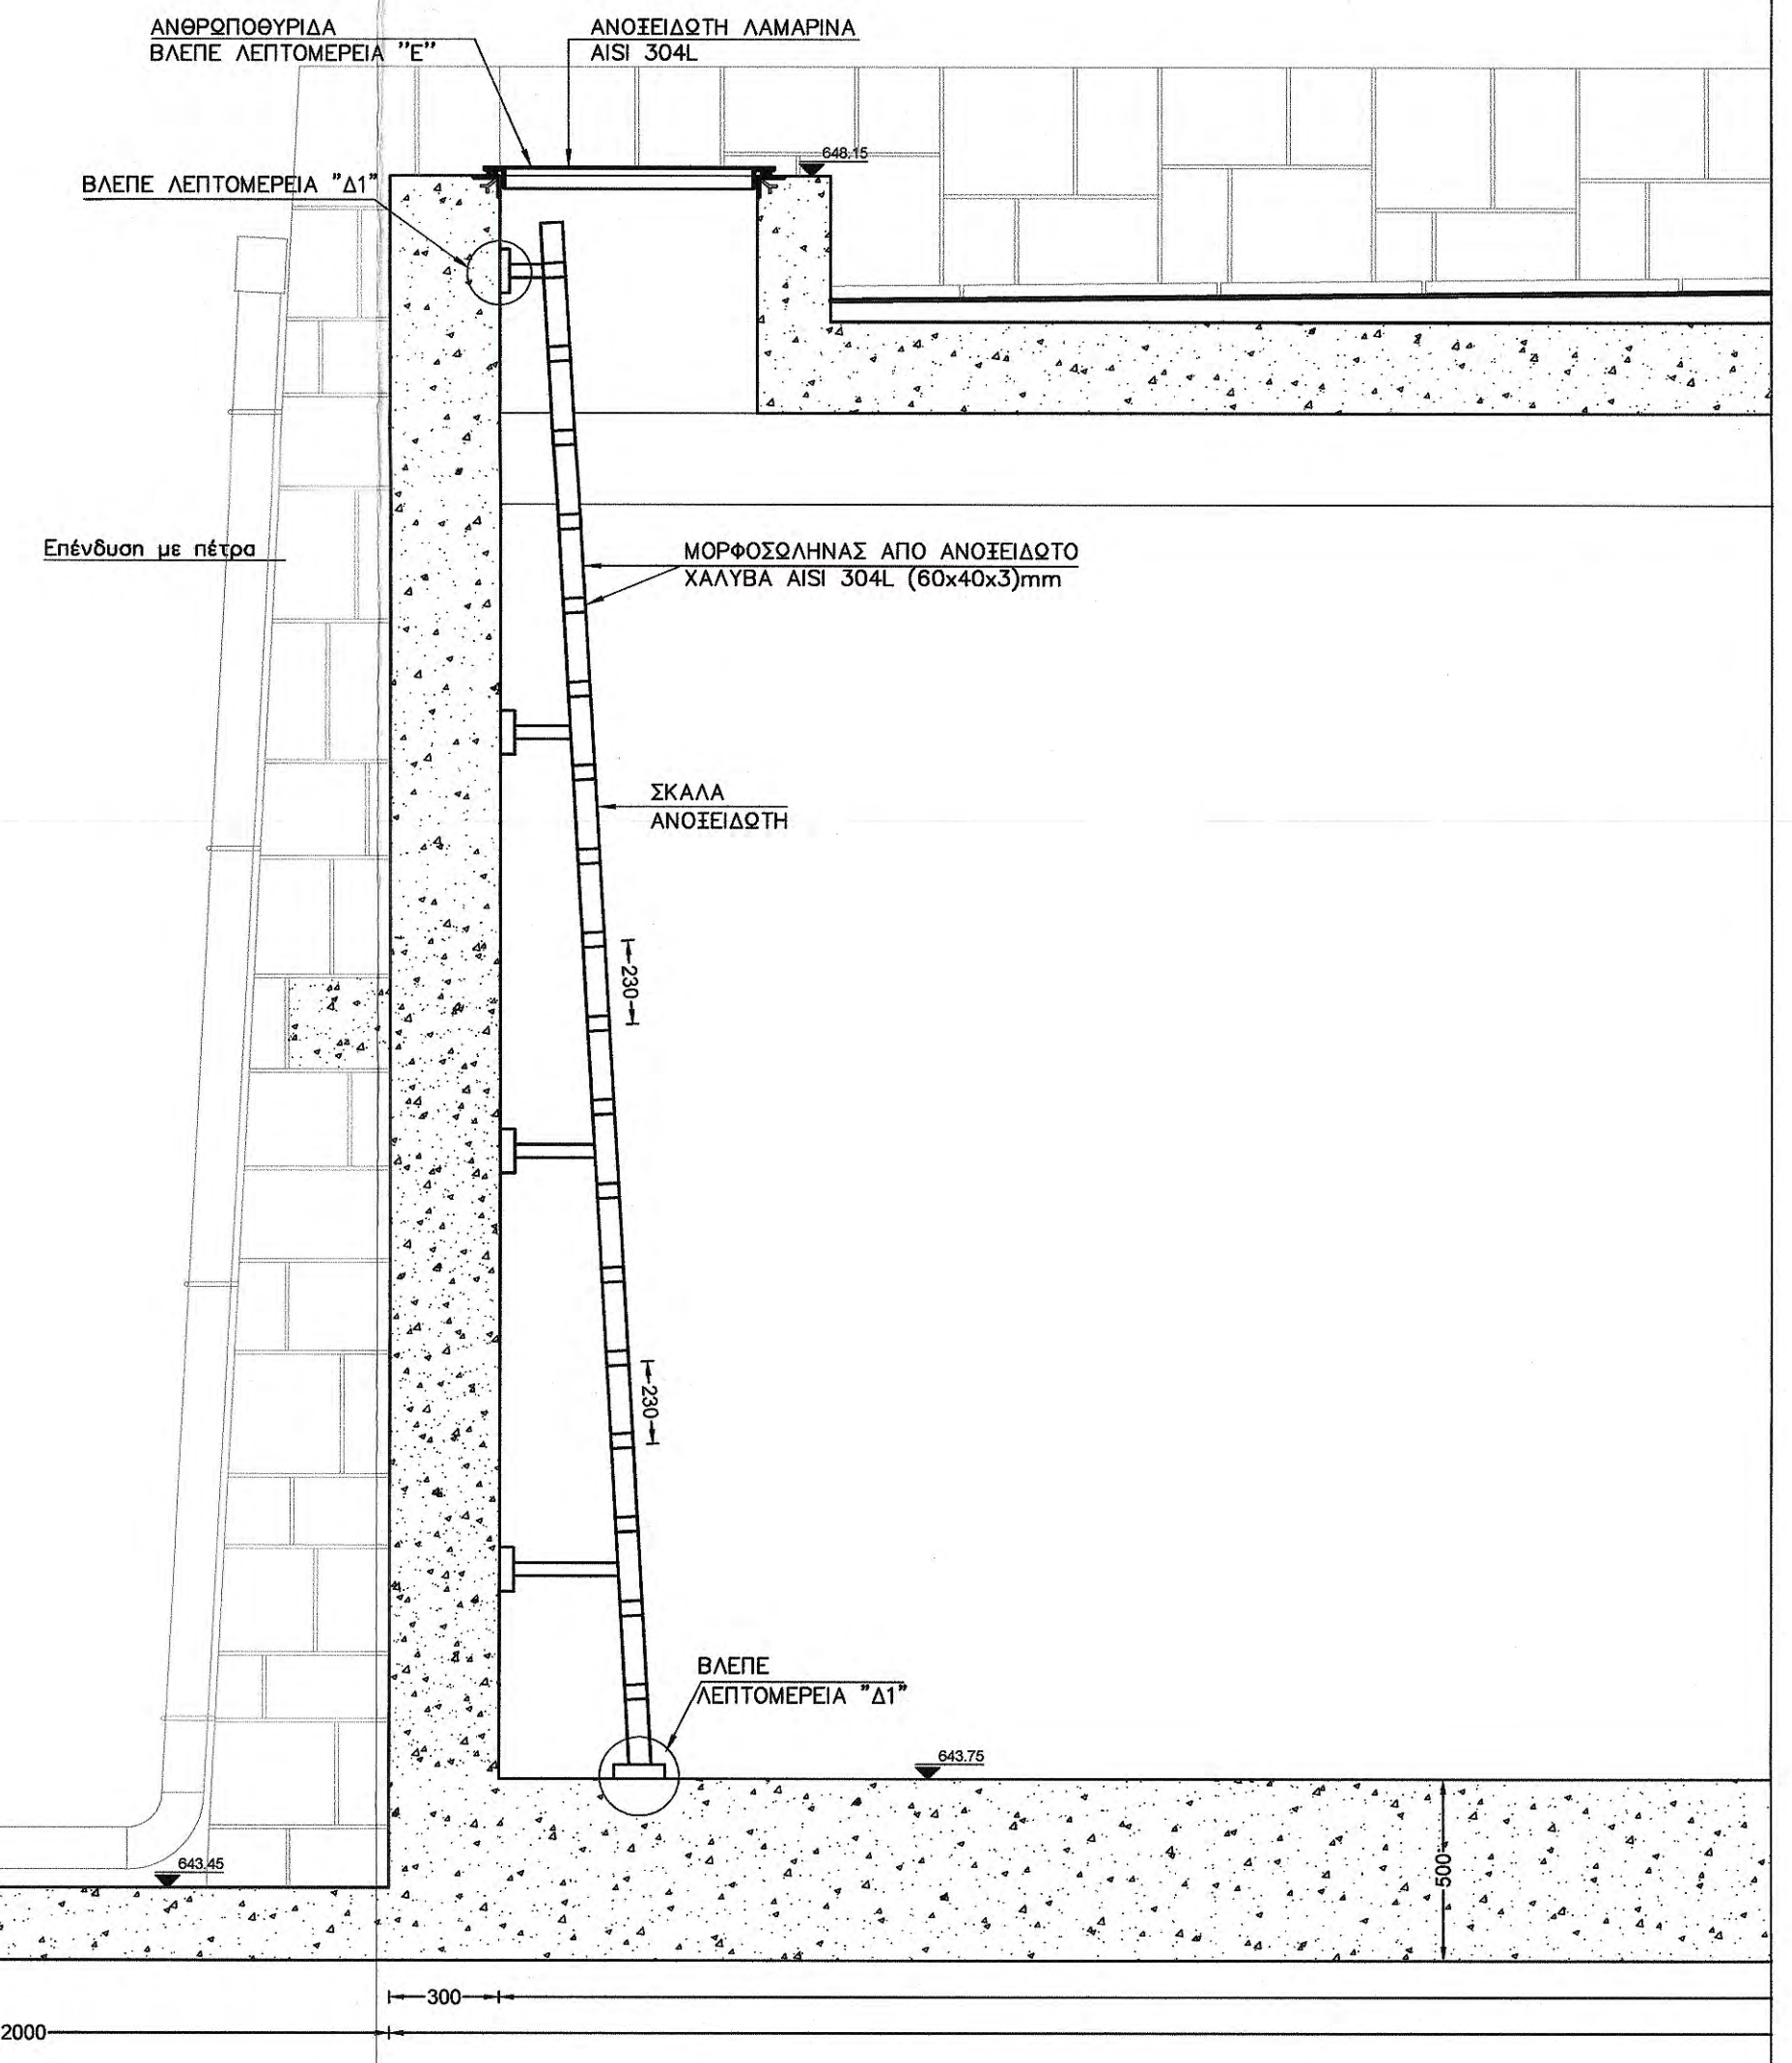 ΑΝΘΡΩΠΟΘΥΡΙΔΑ
ΒΛΕΠΕ ΛΕΠΤΟΜΕΡΕΙΑ "Ε"
ΑΝΟΞΕΙΔΩΤΗ ΛΑΜΑΡΙΝΑ
AISI 304L
648.15
ΒΛΕΠΕ ΛΕΠΤΟΜΕΡΕΙΑ "Δ1"
Επένδυση με πέτρα
ΜΟΡΦΟΣΩΛΗΝΑΣ ΑΠΟ ΑΝΟΞΕΙΔΩΤΟ
ΧΑΛΥΒΑ AISI 304L (60x40x3)mm
ΣΚΑΛΑ
ΑΝΟΞΕΙΔΩΤΗ
230
230
ΒΛΕΠΕ
ΛΕΠΤΟΜΕΡΕΙΑ "Δ1"
643.75
643.45
500
300
2000